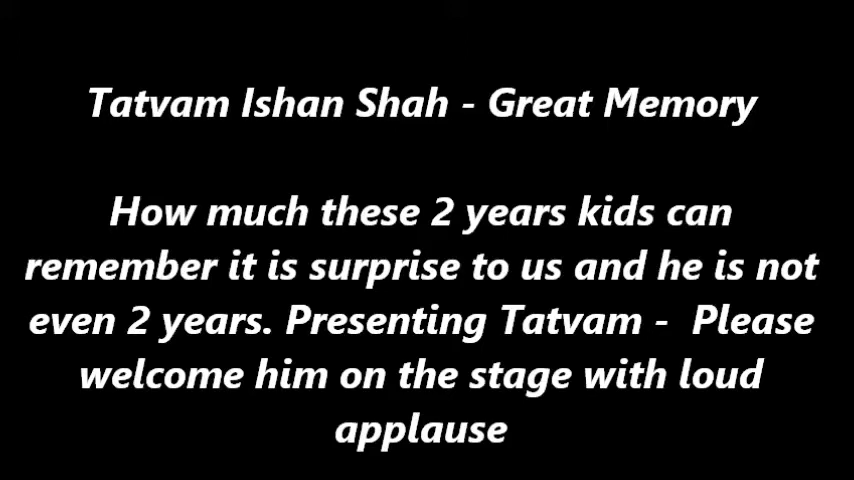 Tatvam Ishan Shah - Great Memory
How much these 2 years kids can
remember it is surprise to us and he is not
even 2 years. Presenting Tatvam - Please
welcome him on the stage with loud
applause